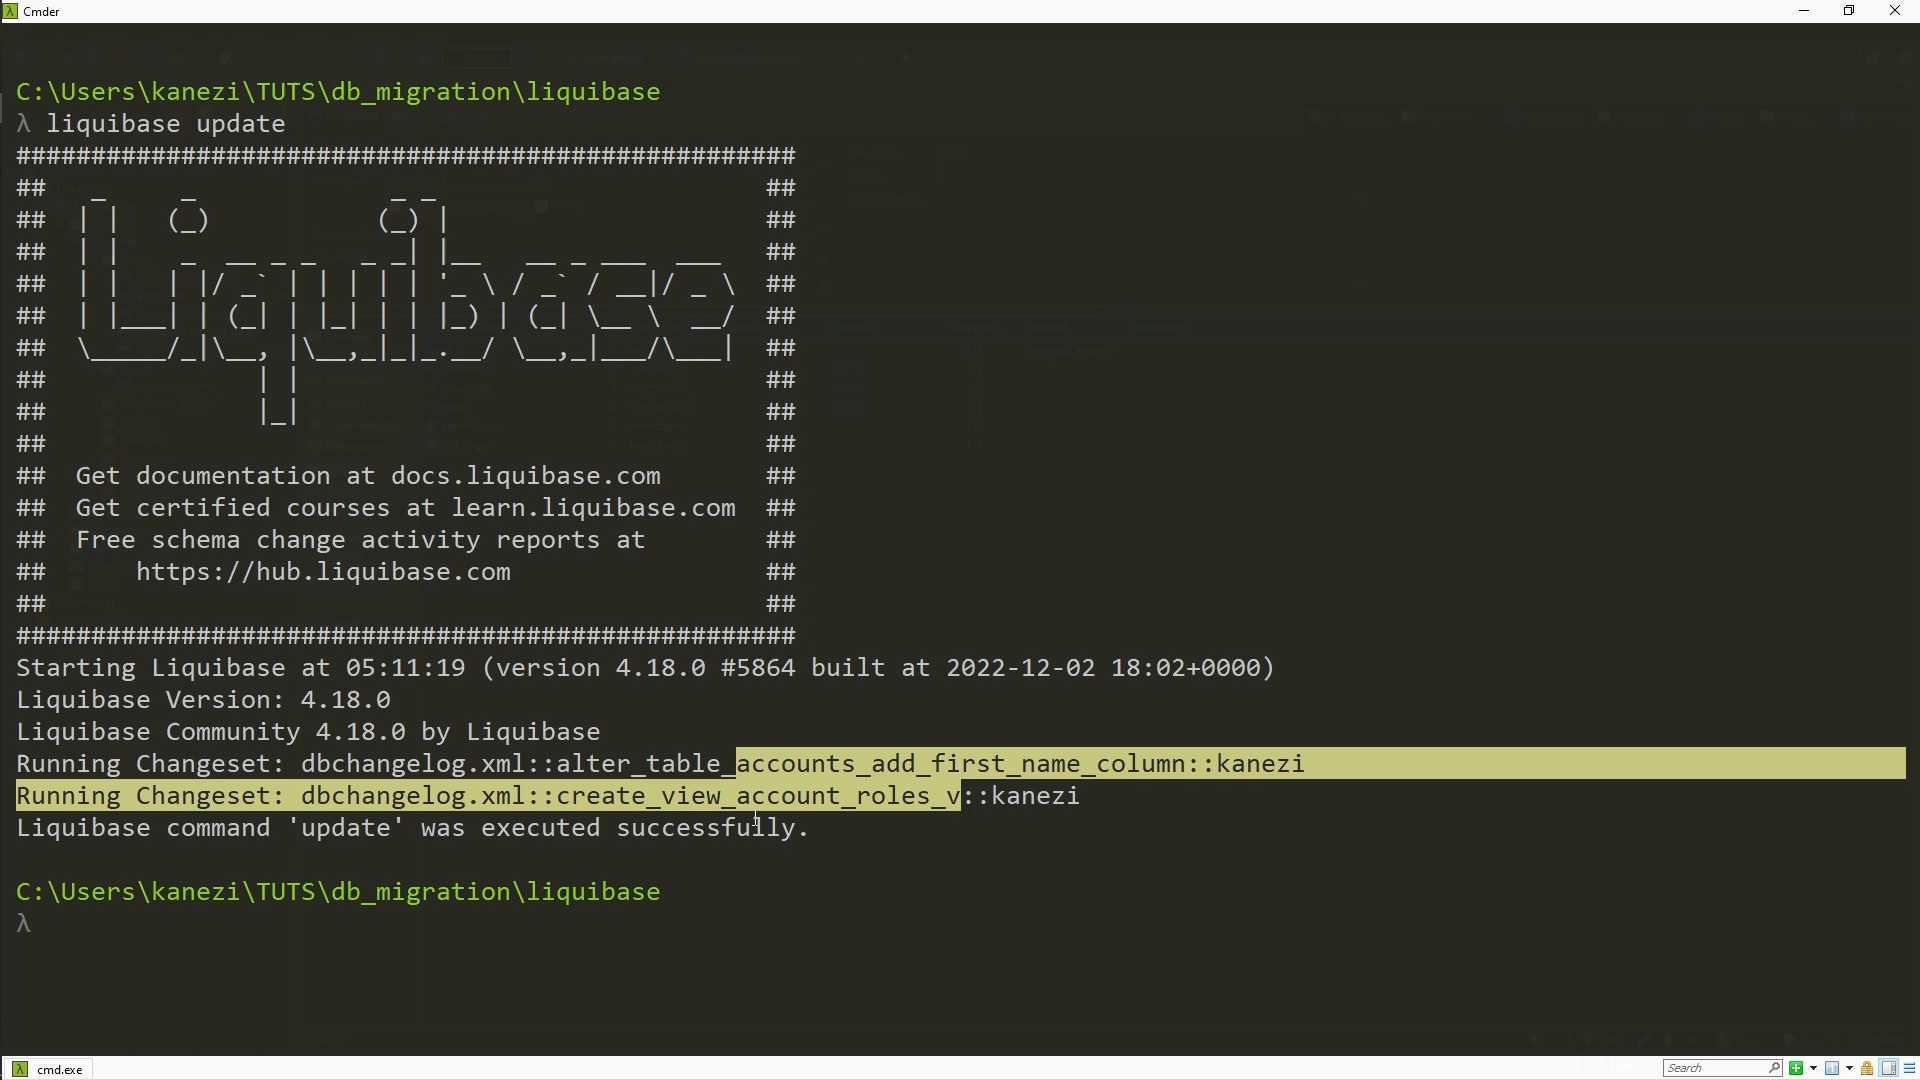 Cmder
C:\Users\kanezi\TUTS\db_migration\liquibase
λ liquibase update
####################################################
##   _     _             _ _                      ##
##  | |   (_)           (_) |                     ##
##  | |    _  __ _ _   _ _| |__   __ _ ___  ___   ##
##  | |   | |/ _` | | | | | '_ \ / _` / __|/ _ \  ##
##  | |___| | (_| | |_| | | |_) | (_| \__ \  __/  ##
##  \_____/_|\__, |\__,_|_|_.__/ \__,_|___/\___|  ##
##              | |                               ##
##              |_|                               ##
##                                                ##
##  Get documentation at docs.liquibase.com       ##
##  Get certified courses at learn.liquibase.com  ##
##  Free schema change activity reports at        ##
##      https://hub.liquibase.com                 ##
##                                                ##
####################################################
Starting Liquibase at 05:11:19 (version 4.18.0 #5864 built at 2022-12-02 18:02+0000)
Liquibase Version: 4.18.0
Liquibase Community 4.18.0 by Liquibase
Running Changeset: dbchangelog.xml::alter_table_accounts_add_first_name_column::kanezi
Running Changeset: dbchangelog.xml::create_view_account_roles_v::kanezi
Liquibase command 'update' was executed successfully.
C:\Users\kanezi\TUTS\db_migration\liquibase
λ
cmd.exe
Search